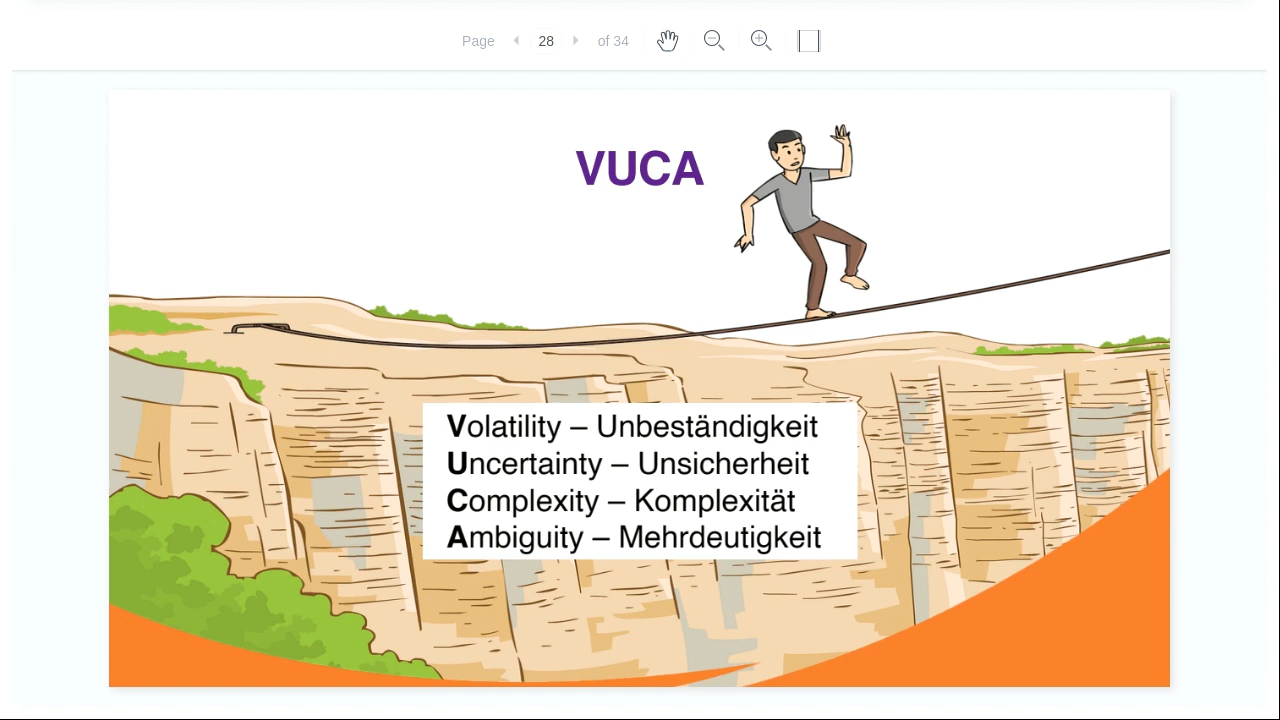 Page 28 of 34
VUCA
Volatility – Unbeständigkeit
Uncertainty – Unsicherheit
Complexity – Komplexität
Ambiguity – Mehrdeutigkeit